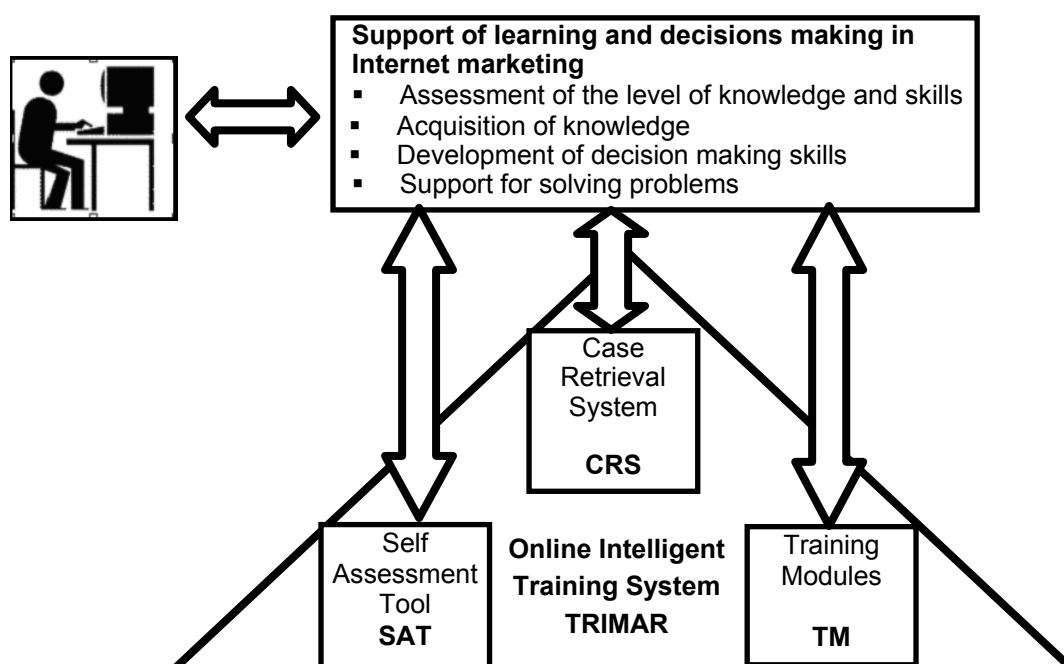 Support of learning and decisions making in
Internet marketing
▪ Assessment of the level of knowledge and skills
▪ Acquisition of knowledge
▪ Development of decision making skills
▪ Support for solving problems
Case
Retrieval
System
CRS
Self
Assessment
Tool
SAT
Online Intelligent
Training System
TRIMAR
Training
Modules
TM